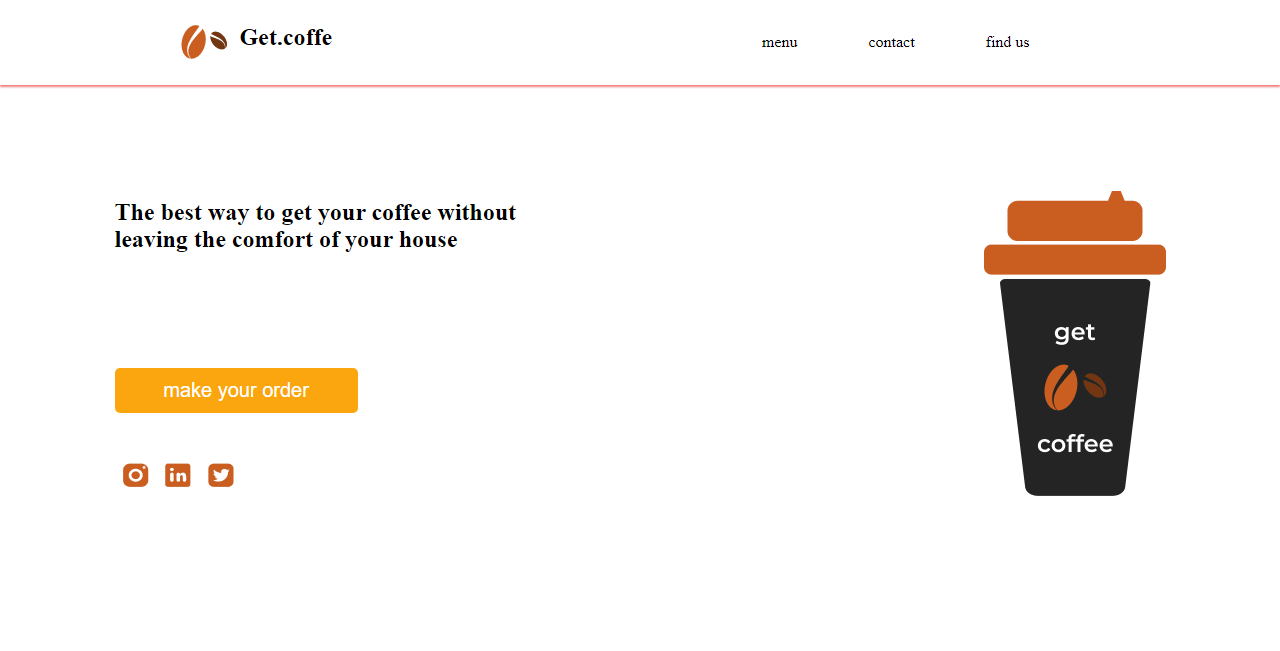 Get.coffe
menu
contact
find us
The best way to get your coffee without
leaving the comfort of your house
make your order
in
get
coffee